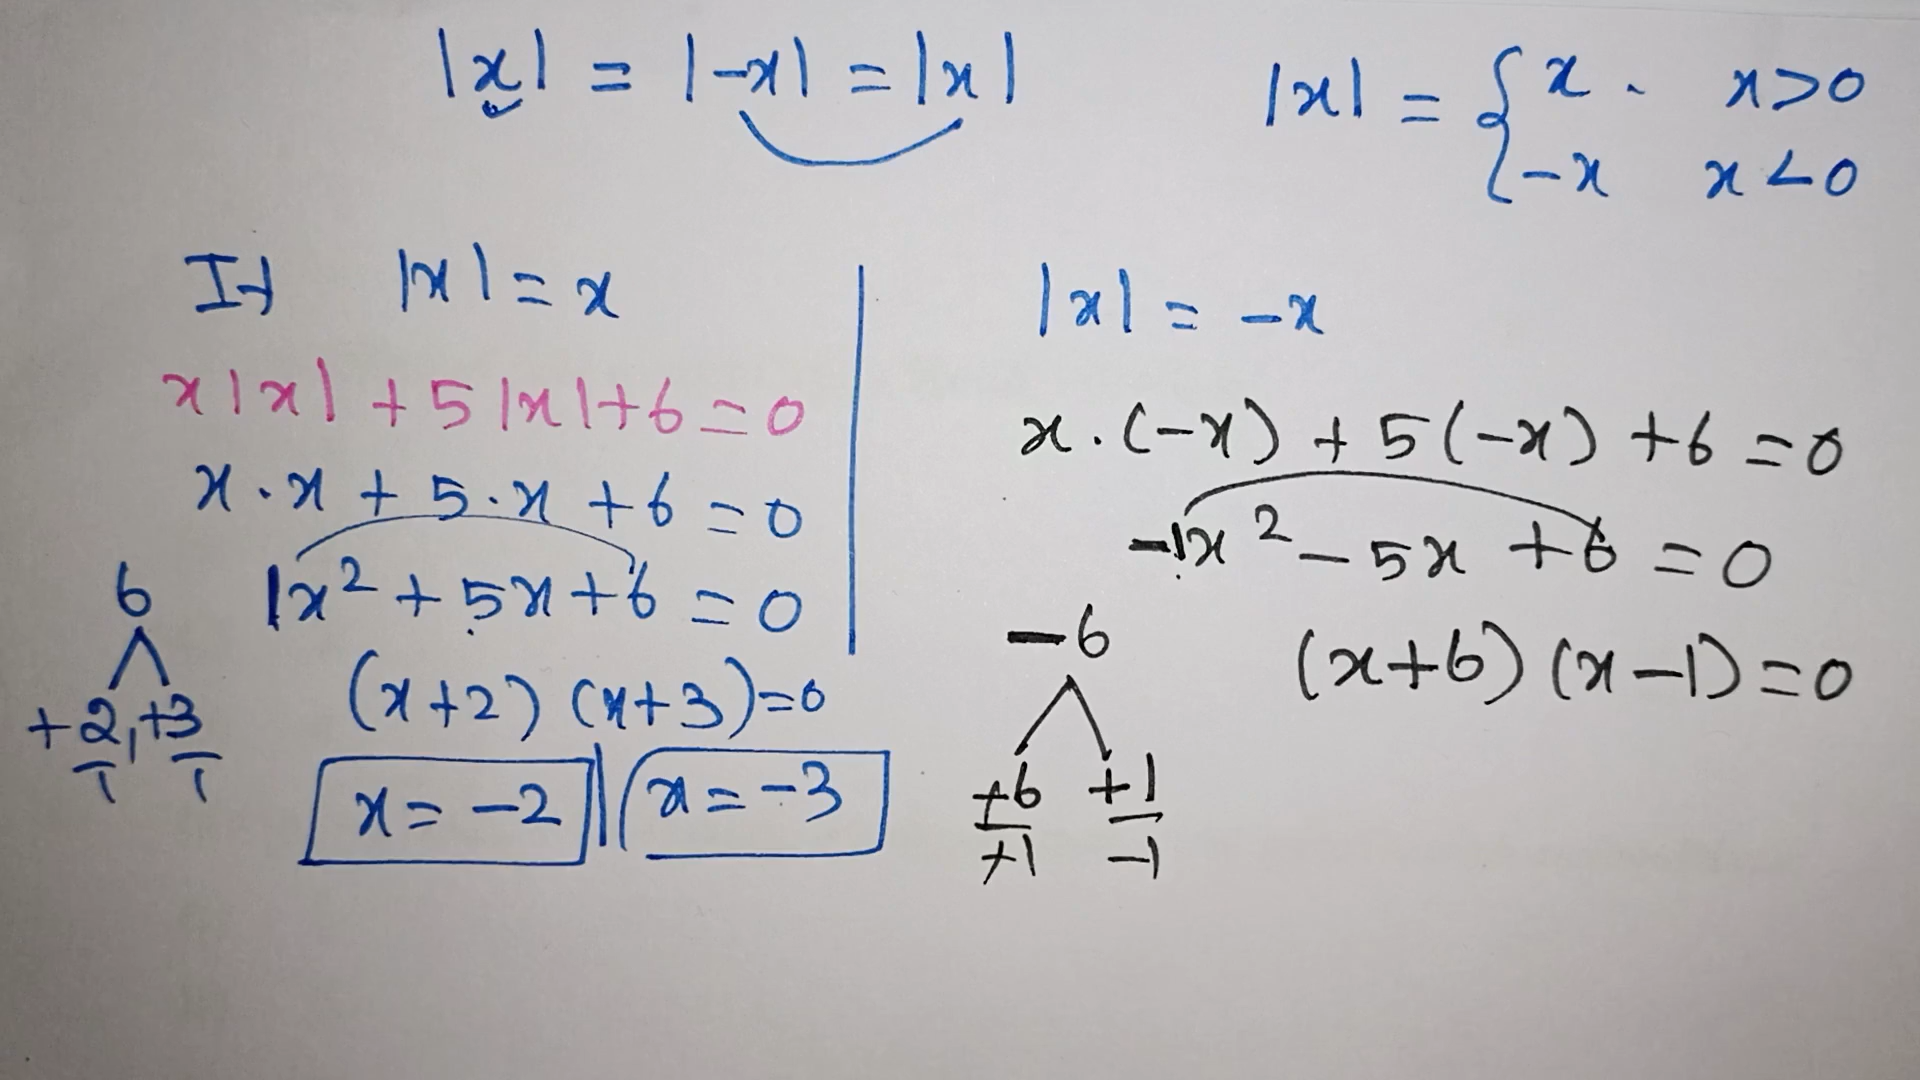 |x| = |-x| = |x|
|x| = { x . x>0
-x x<0
If |x| = x
x|x| + 5|x| + 6 = 0
x.x + 5.x + 6 = 0
1x² + 5x + 6 = 0
6
+2, +3
1 1
(x+2) (x+3) = 0
x = -2 | x = -3
|x| = -x
x.(-x) + 5(-x) + 6 = 0
-1x² - 5x + 6 = 0
(x+6) (x-1) = 0
-6
+6 +1
+1 -1